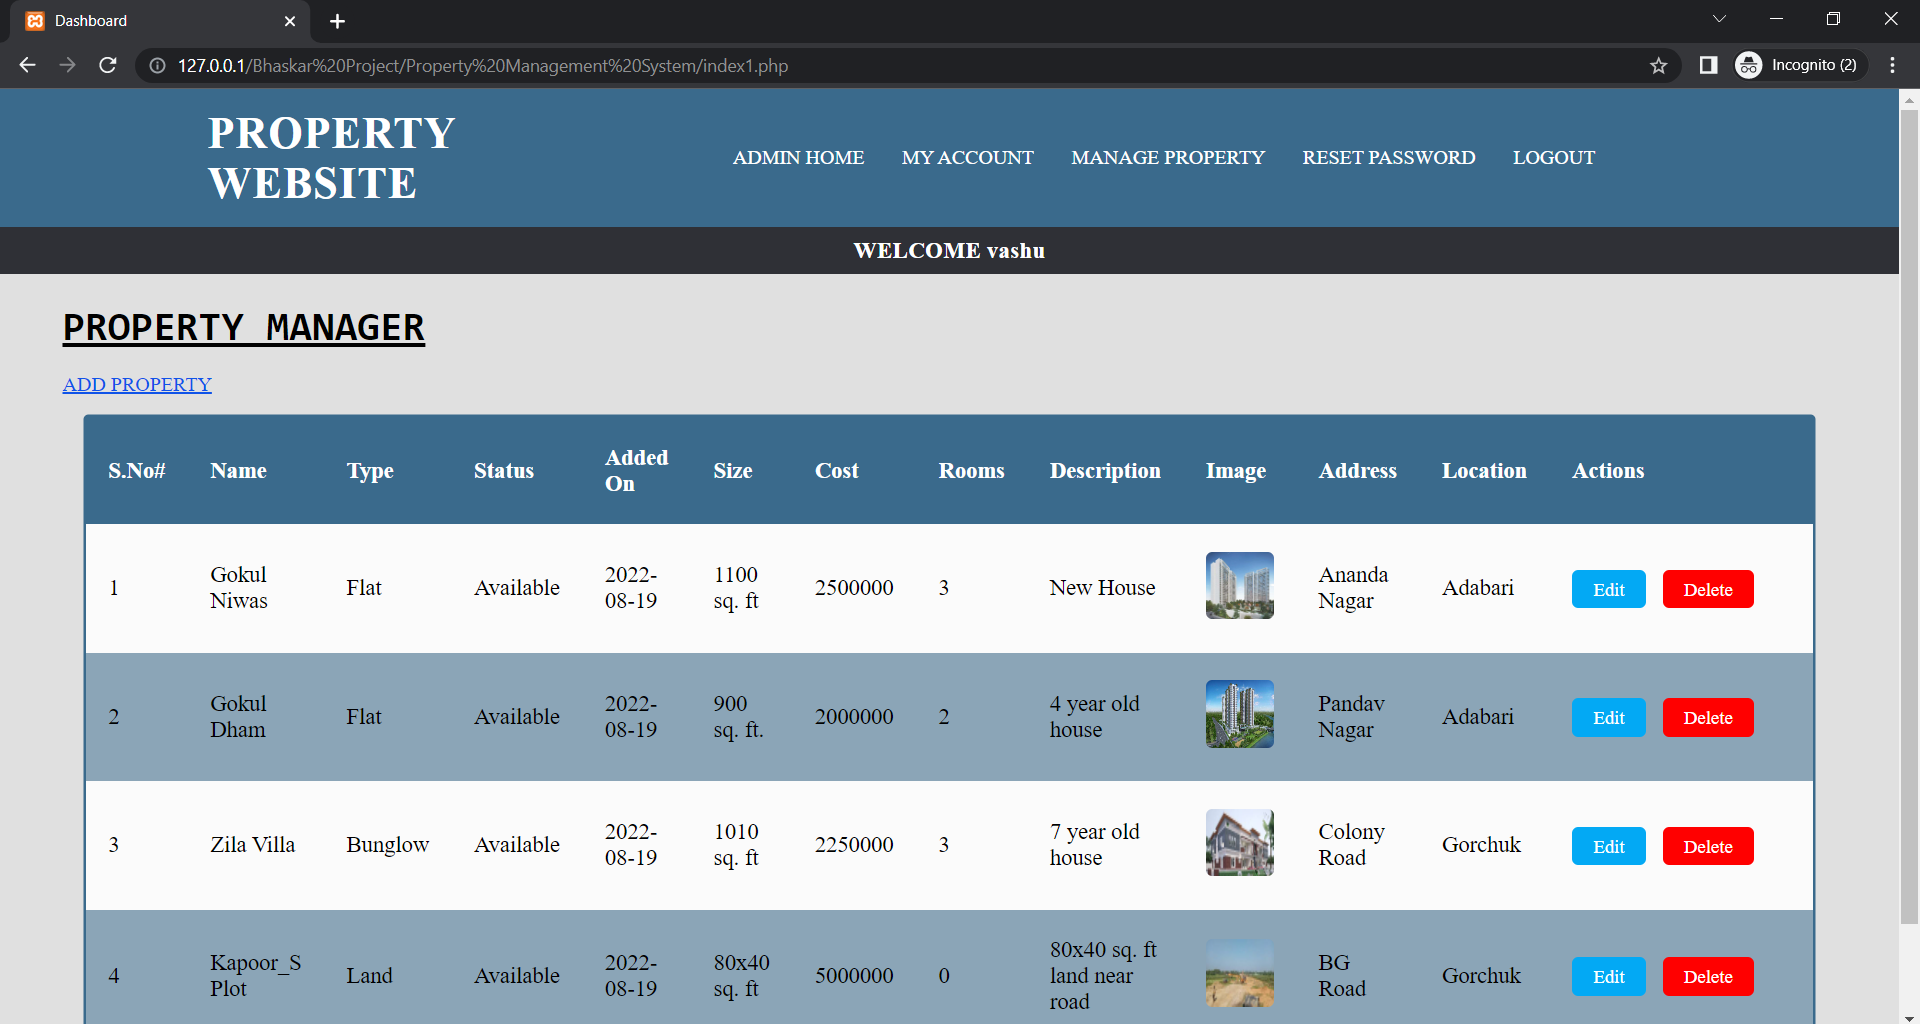 Dashboard
127.0.0.1/Bhaskar%20Project/Property%20Management%20System/index1.php
Incognito (2)
PROPERTY
WEBSITE
ADMIN HOME MY ACCOUNT MANAGE PROPERTY RESET PASSWORD LOGOUT
WELCOME vashu
PROPERTY MANAGER
ADD PROPERTY
S.No# Name Type Status Added On Size Cost Rooms Description Image Address Location Actions
1 Gokul Niwas Flat Available 2022-08-19 1100 sq. ft 2500000 3 New House Ananda Nagar Adabari Edit Delete
2 Gokul Dham Flat Available 2022-08-19 900 sq. ft. 2000000 2 4 year old house Pandav Nagar Adabari Edit Delete
3 Zila Villa Bunglow Available 2022-08-19 1010 sq. ft 2250000 3 7 year old house Colony Road Gorchuk Edit Delete
4 Kapoor_S Plot Land Available 2022-08-19 80x40 sq. ft 5000000 0 80x40 sq. ft land near road BG Road Gorchuk Edit Delete